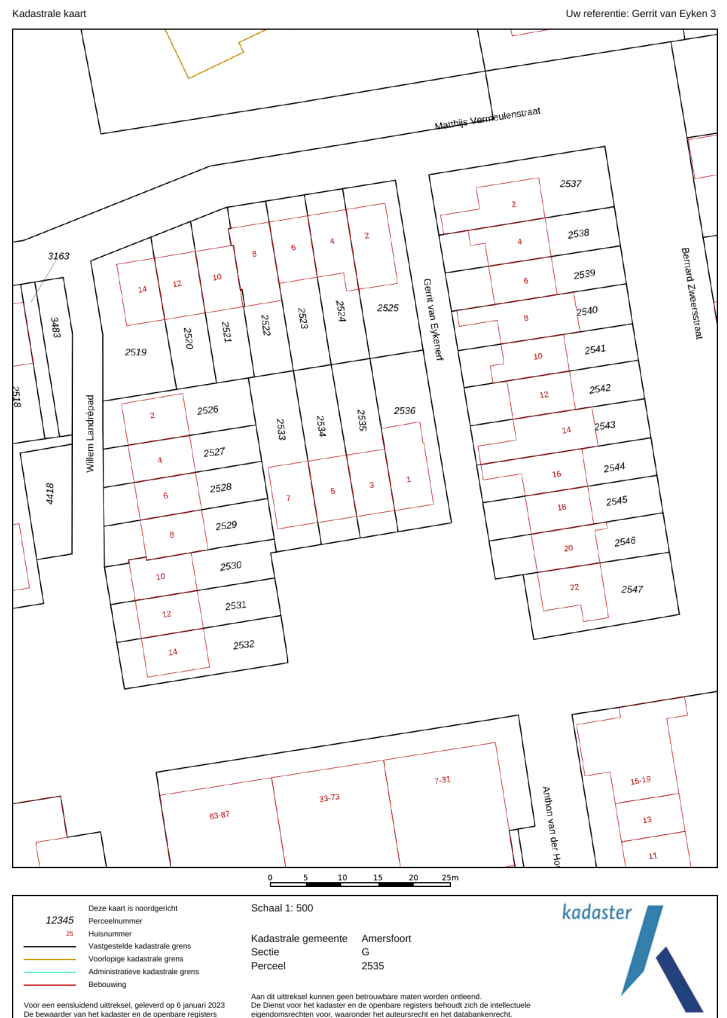 Kadastrale kaart
Uw referentie: Gerrit van Eyken 3
Matthijs Vermeulenstraat
2537
2
2538
4
2539
6
2540
8
2541
10
2542
12
2543
14
2544
16
2545
18
2546
20
2547
22
Bernard Zweersstraat
Gerrit van Eykenerf
3163
3483
2518
4418
Willem Landrépad
14
12
10
8
6
4
2
2519
2520
2521
2522
2523
2524
2525
2
2526
4
2527
6
2528
8
2529
10
2530
12
2531
14
2532
2533
2534
2535
2536
7
5
3
1
63-87
33-73
7-31
Anthon van der Ho
15-19
13
11
0 5 10 15 20 25m
Deze kaart is noordgericht
12345 Perceelnummer
25 Huisnummer
Vastgestelde kadastrale grens
Voorlopige kadastrale grens
Administratieve kadastrale grens
Bebouwing
Voor een eensluidend uittreksel, geleverd op 6 januari 2023
De bewaarder van het kadaster en de openbare registers
Schaal 1: 500
Kadastrale gemeente Amersfoort
Sectie G
Perceel 2535
Aan dit uittreksel kunnen geen betrouwbare maten worden ontleend.
De Dienst voor het kadaster en de openbare registers behoudt zich de intellectuele
eigendomsrechten voor, waaronder het auteursrecht en het databankenrecht.
kadaster